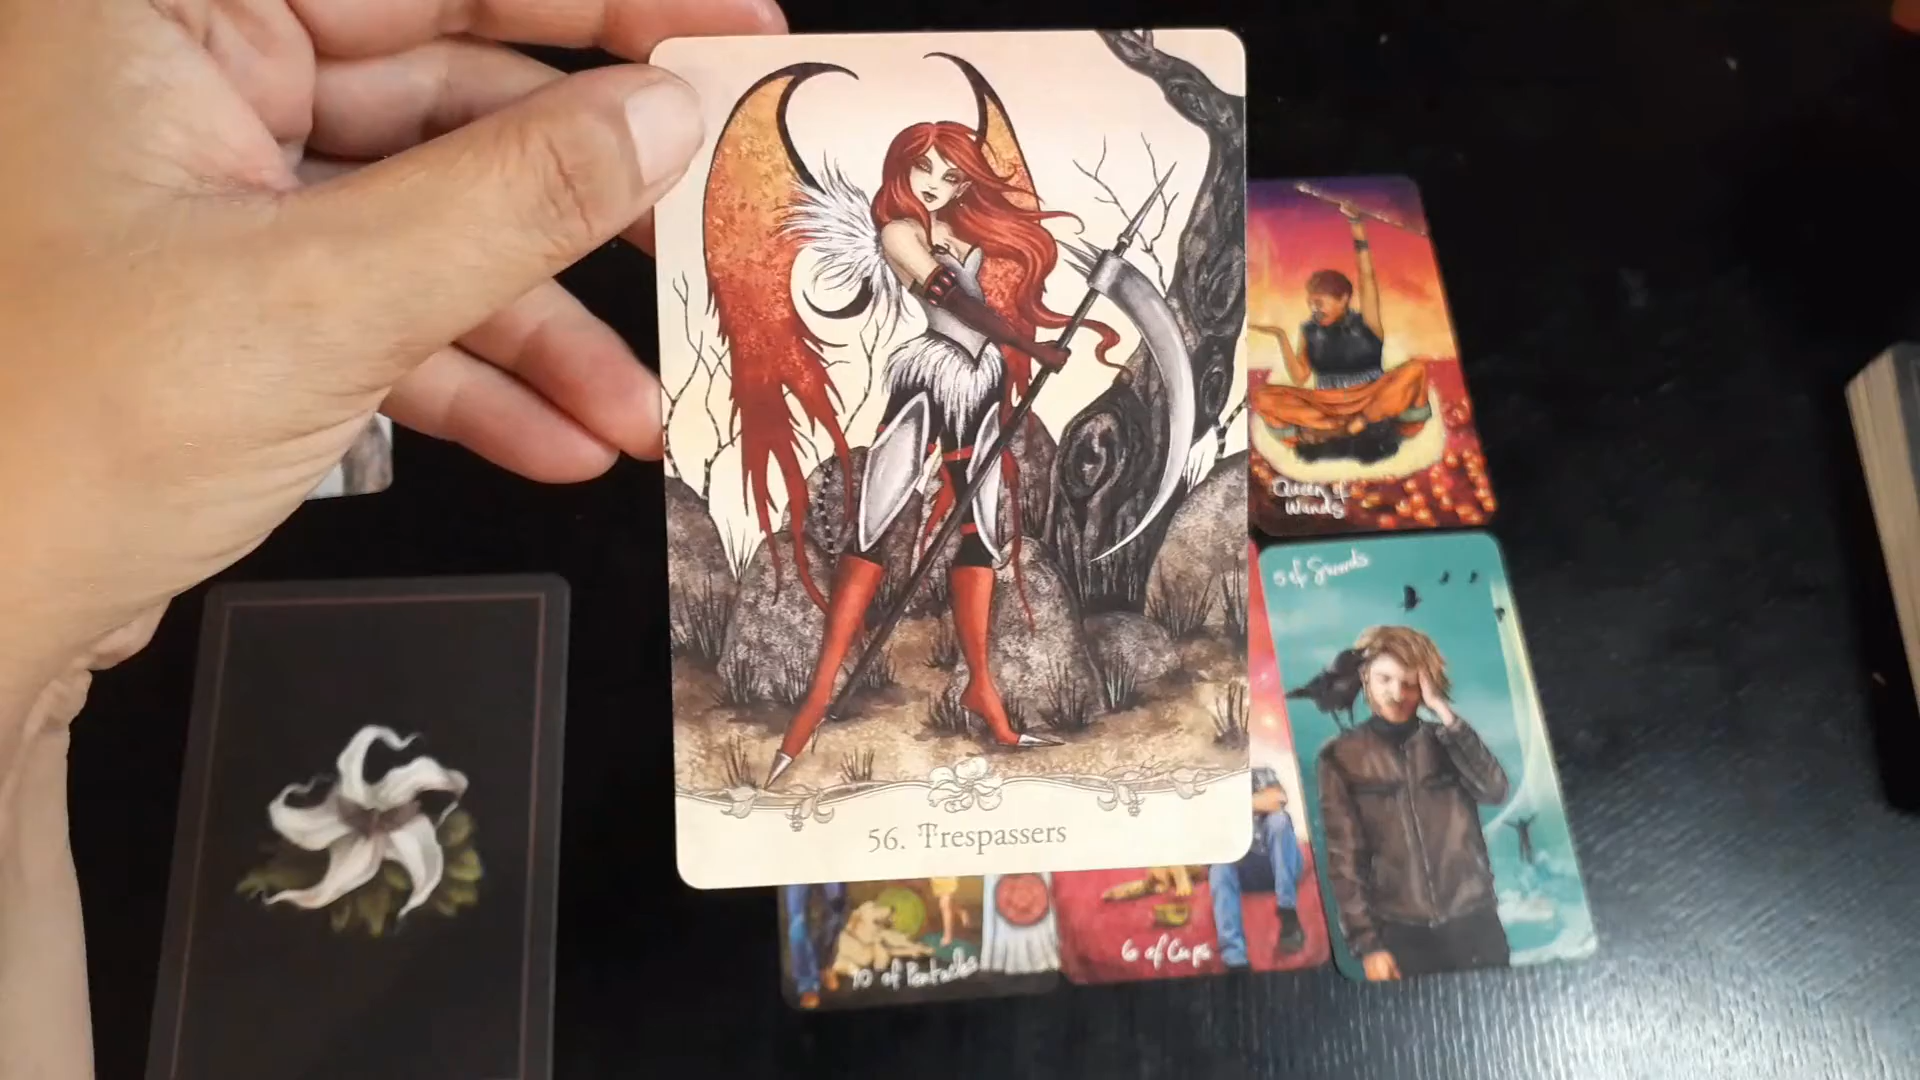 56. Trespassers
Queen of
Wands
5 of Swords
10 of Pentacles
6 of Cups